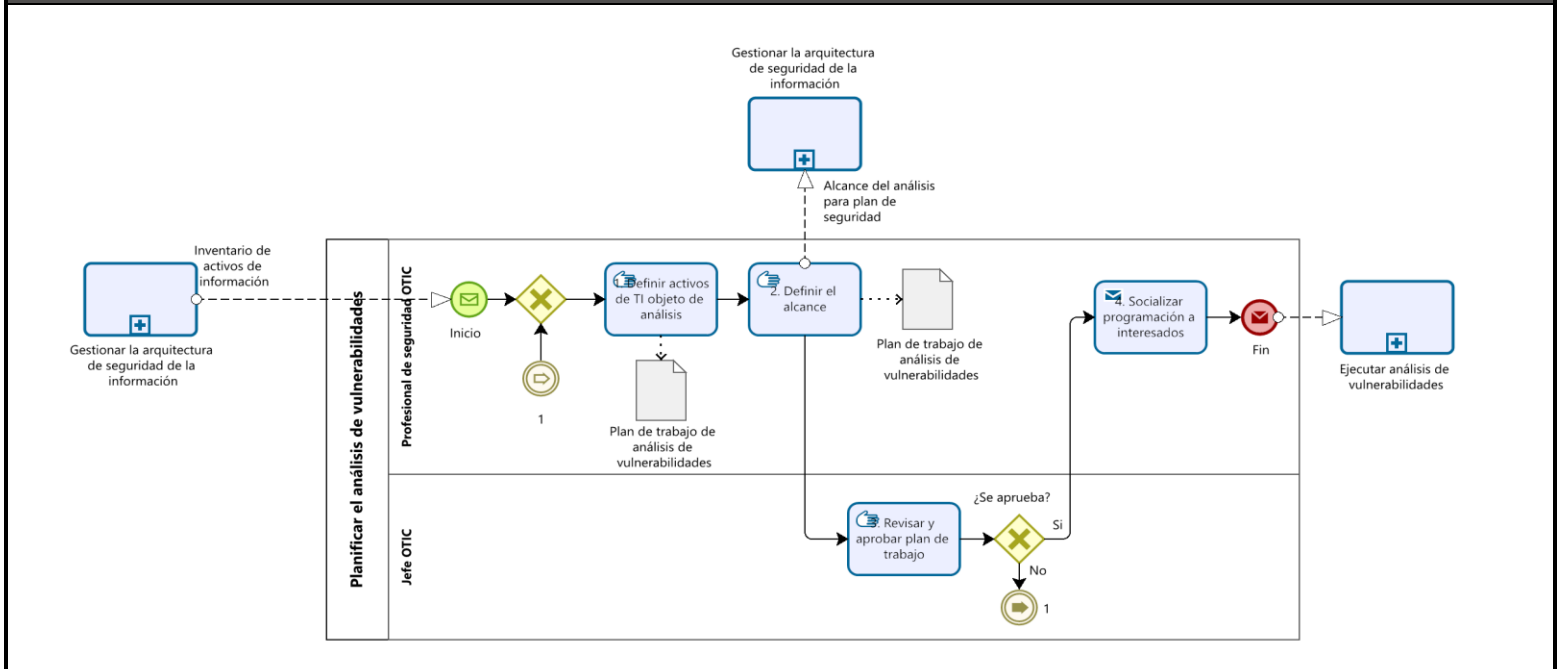 Gestionar la arquitectura
de seguridad de la
información
Alcance del análisis
para plan de
seguridad
Inventario de
activos de
información
Gestionar la arquitectura
de seguridad de la
información
Planificar el análisis de vulnerabilidades
Profesional de seguridad OTIC
Inicio
1
1. Definir activos
de TI objeto de
análisis
Plan de trabajo de
análisis de
vulnerabilidades
2. Definir el
alcance
Plan de trabajo de
análisis de
vulnerabilidades
4. Socializar
programación a
interesados
Fin
Ejecutar análisis de
vulnerabilidades
Jefe OTIC
3. Revisar y
aprobar plan de
trabajo
¿Se aprueba?
Si
No
1